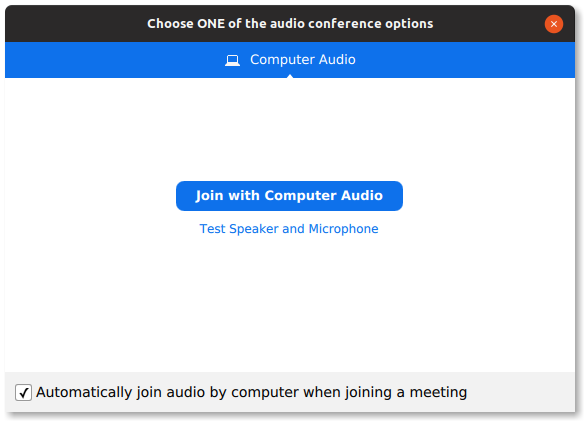 Choose ONE of the audio conference options
Computer Audio
Join with Computer Audio
Test Speaker and Microphone
Automatically join audio by computer when joining a meeting